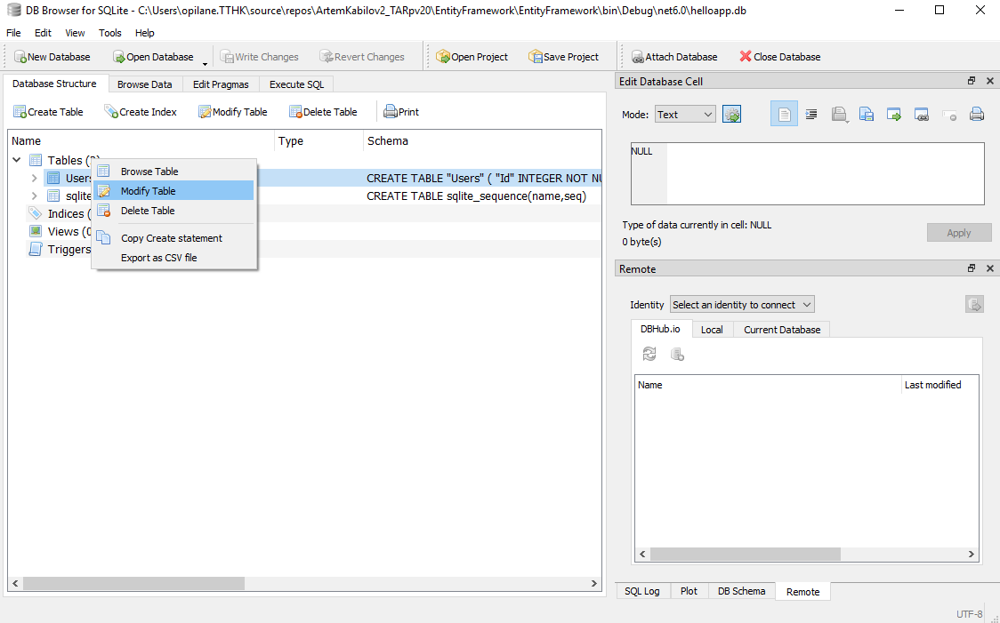 DB Browser for SQLite - C:\Users\opilane.TTHK\source\repos\ArtemKabilov2_TARpv20\EntityFramework\EntityFramework\bin\Debug\net6.0\helloapp.db
File Edit View Tools Help
New Database Open Database Write Changes Revert Changes Open Project Save Project Attach Database Close Database
Database Structure Browse Data Edit Pragmas Execute SQL
Create Table Create Index Modify Table Delete Table Print
Name Type Schema
Tables (2)
Users CREATE TABLE "Users" ( "Id" INTEGER NOT NU
sqlite CREATE TABLE sqlite_sequence(name,seq)
Indices (
Views (0
Triggers
Browse Table
Modify Table
Delete Table
Copy Create statement
Export as CSV file
Edit Database Cell
Mode: Text
NULL
Type of data currently in cell: NULL
0 byte(s)
Apply
Remote
Identity Select an identity to connect
DBHub.io Local Current Database
Name Last modified
SQL Log Plot DB Schema Remote
UTF-8